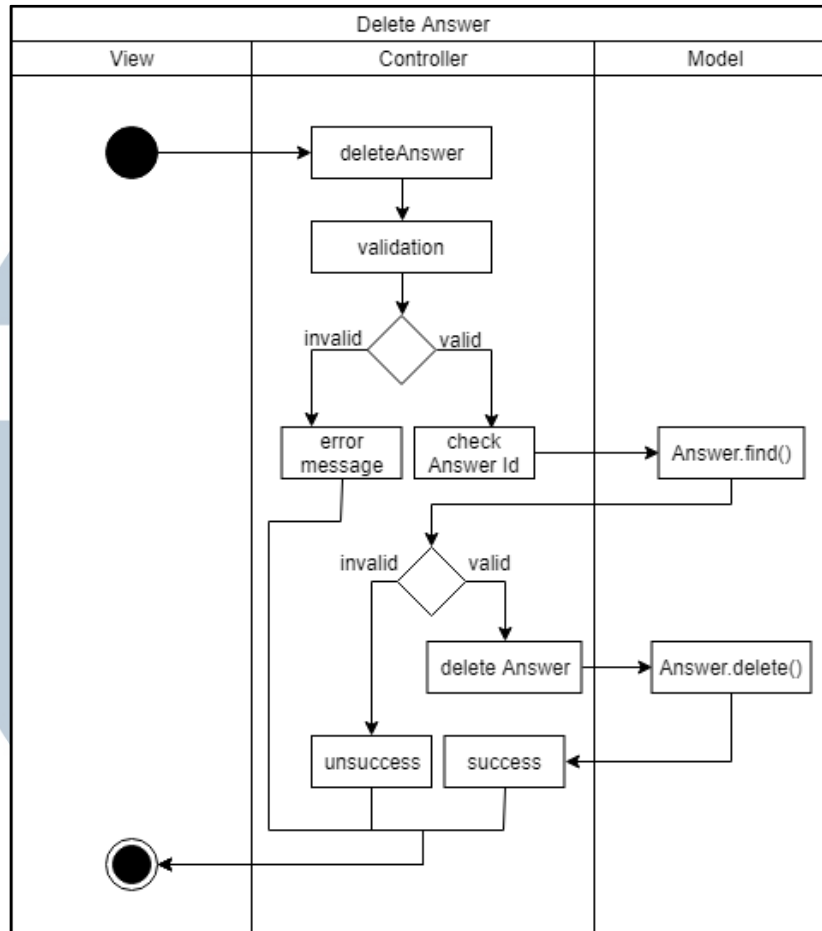 Delete Answer
View
Controller
Model
deleteAnswer
validation
invalid
valid
error
message
check
Answer Id
Answer.find()
invalid
valid
delete Answer
Answer.delete()
unsuccess
success